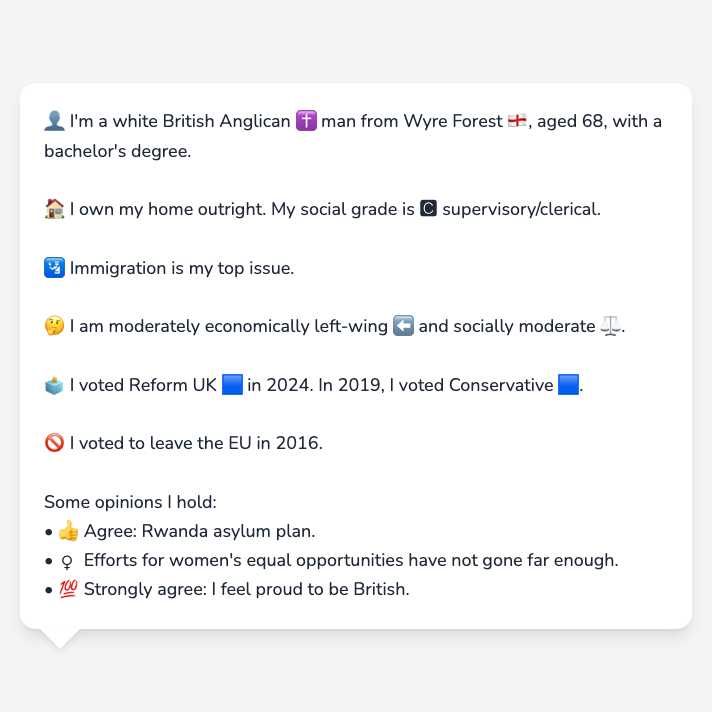 👤 I'm a white British Anglican ✝️ man from Wyre Forest 🏴󠁧󠁢󠁥󠁮󠁧󠁿, aged 68, with a
bachelor's degree.
🏠 I own my home outright. My social grade is 🅲 supervisory/clerical.
🛂 Immigration is my top issue.
🤔 I am moderately economically left-wing ⬅️ and socially moderate ⚖️.
🗳️ I voted Reform UK 🟦 in 2024. In 2019, I voted Conservative 🟦.
🚫 I voted to leave the EU in 2016.
Some opinions I hold:
• 👍 Agree: Rwanda asylum plan.
• ♀ Efforts for women's equal opportunities have not gone far enough.
• 💯 Strongly agree: I feel proud to be British.